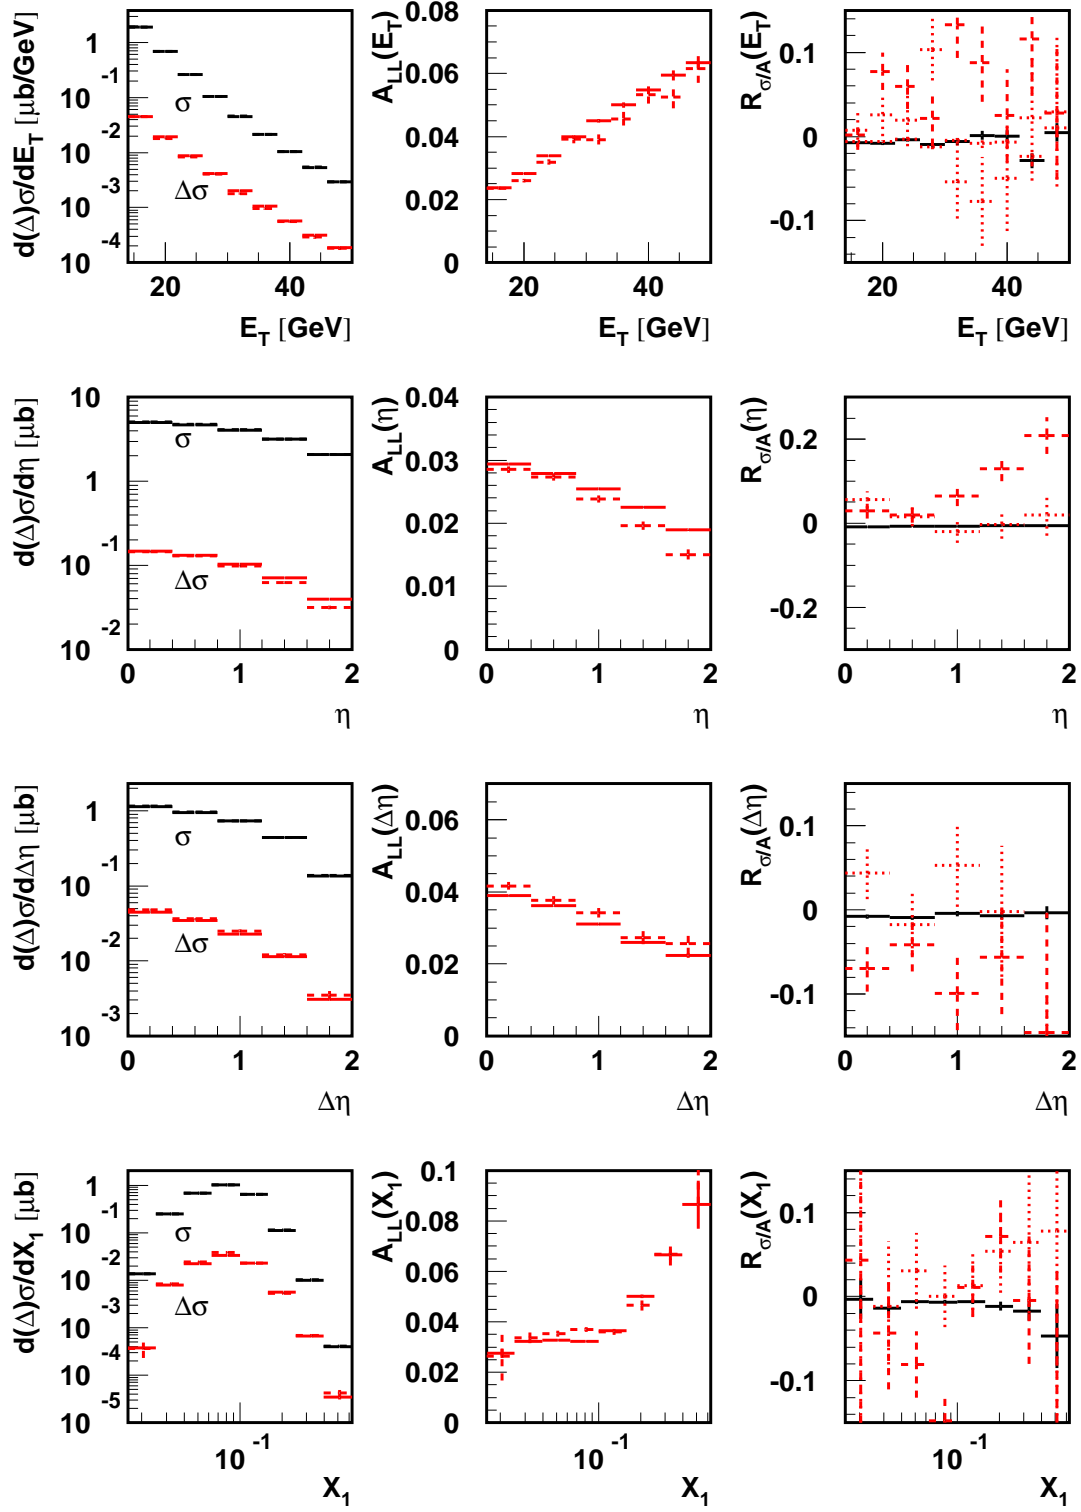 d(Δ)σ/dE_T [μb/GeV]
1
10^-1
10^-2
10^-3
10^-4
σ
Δσ
20 40
E_T [GeV]
A_LL(E_T)
0.08
0.06
0.04
0.02
0
20 40
E_T [GeV]
R_σ/A(E_T)
0.1
0
-0.1
20 40
E_T [GeV]
d(Δ)σ/dη [μb]
10
1
10^-1
10^-2
σ
Δσ
0 1 2
η
A_LL(η)
0.04
0.03
0.02
0.01
0
0 1 2
η
R_σ/A(η)
0.2
0
-0.2
0 1 2
η
d(Δ)σ/dΔη [μb]
1
10^-1
10^-2
10^-3
σ
Δσ
0 1 2
Δη
A_LL(Δη)
0.06
0.04
0.02
0
0 1 2
Δη
R_σ/A(Δη)
0.1
0
-0.1
0 1 2
Δη
d(Δ)σ/dX_1 [μb]
1
10^-1
10^-2
10^-3
10^-4
10^-5
σ
Δσ
10^-1
X_1
A_LL(X_1)
0.1
0.08
0.06
0.04
0.02
0
10^-1
X_1
R_σ/A(X_1)
0.1
0
-0.1
10^-1
X_1